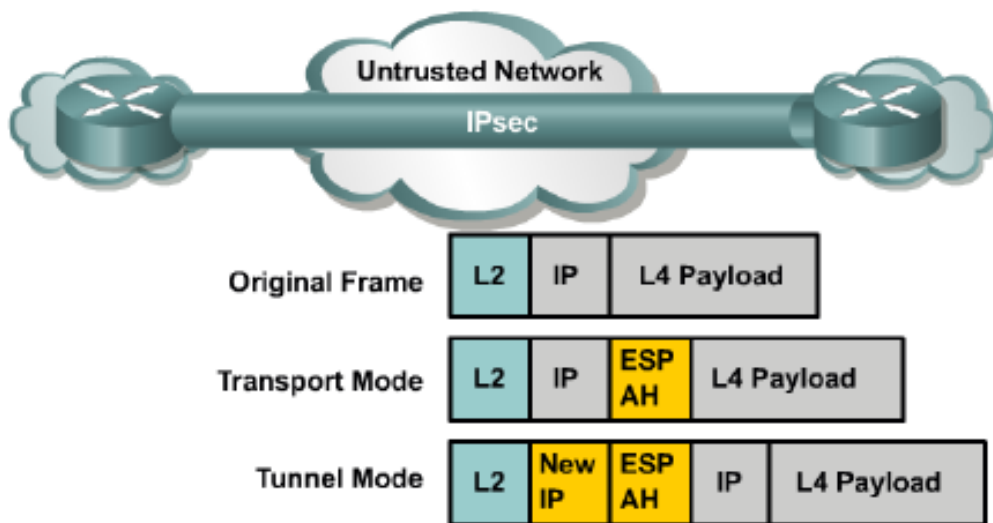 Untrusted Network
IPsec
Original Frame L2 IP L4 Payload
Transport Mode L2 IP ESP AH L4 Payload
Tunnel Mode L2 New IP ESP AH IP L4 Payload